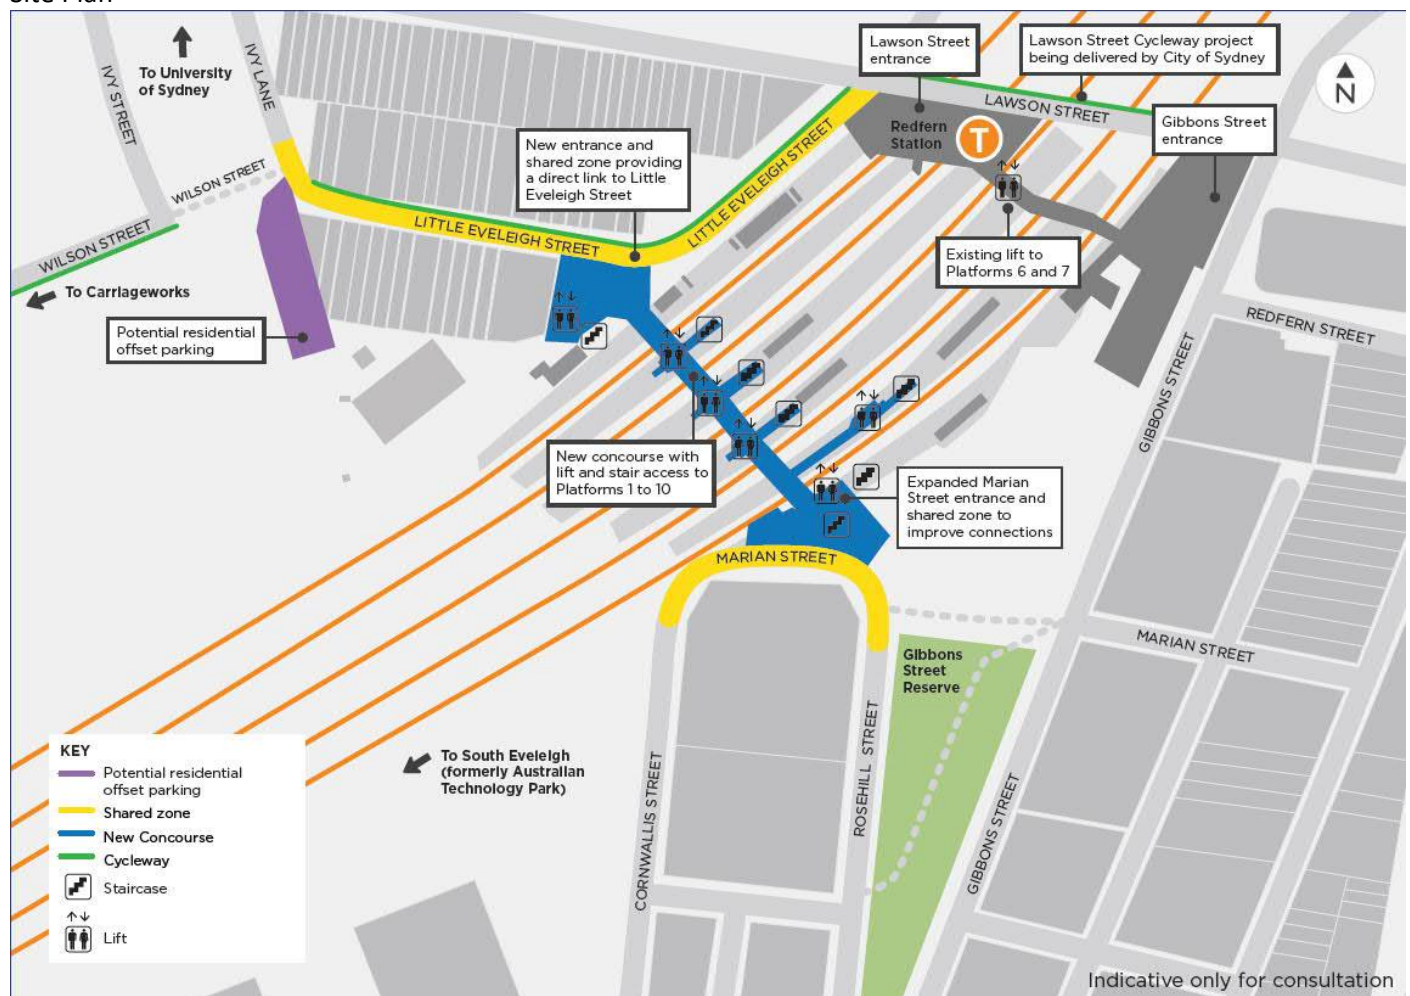 Site Plan
To University
of Sydney
IVY STREET
IVY LANE
WILSON STREET
WILSON STREET
To Carriageworks
Potential residential
offset parking
New entrance and
shared zone providing
a direct link to Little
Eveleigh Street
LITTLE EVELEIGH STREET
LITTLE EVELEIGH STREET
Lawson Street
entrance
Lawson Street Cycleway project
being delivered by City of Sydney
N
LAWSON STREET
Redfern
Station
T
Gibbons Street
entrance
Existing lift to
Platforms 6 and 7
REDFERN STREET
GIBBONS STREET
New concourse with
lift and stair access to
Platforms 1 to 10
Expanded Marian
Street entrance and
shared zone to
improve connections
MARIAN STREET
MARIAN STREET
Gibbons
Street
Reserve
CORNWALLIS STREET
ROSEHILL STREET
GIBBONS STREET
To South Eveleigh
(formerly Australian
Technology Park)
KEY
Potential residential
offset parking
Shared zone
New Concourse
Cycleway
Staircase
Lift
Indicative only for consultation